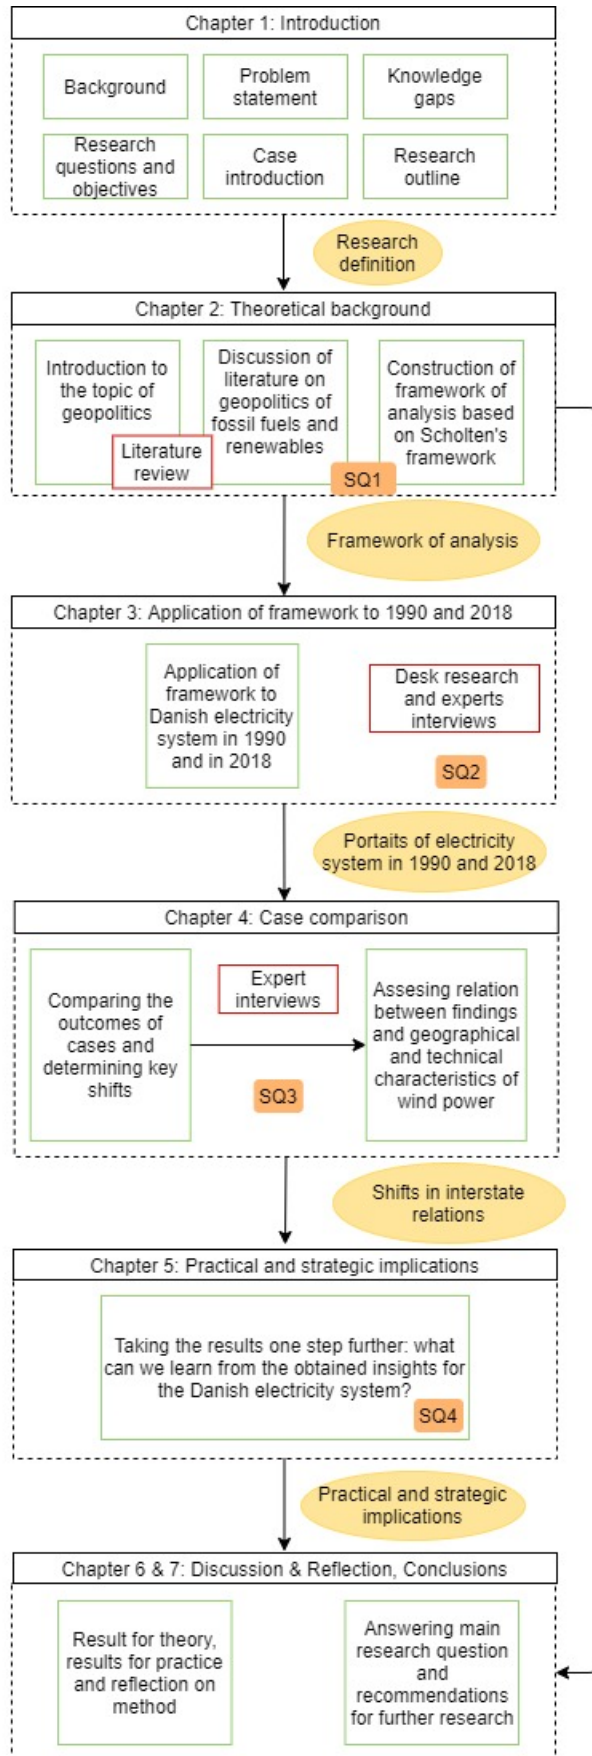 Chapter 1: Introduction
Background
Problem
statement
Knowledge
gaps
Research
questions and
objectives
Case
introduction
Research
outline
Research
definition
Chapter 2: Theoretical background
Introduction to
the topic of
geopolitics
Literature
review
Discussion of
literature on
geopolitics of
fossil fuels and
renewables
SQ1
Construction of
framework of
analysis based
on Scholten's
framework
Framework of analysis
Chapter 3: Application of framework to 1990 and 2018
Application of
framework to
Danish electricity
system in 1990
and in 2018
Desk research
and experts
interviews
SQ2
Portaits of electricity
system in 1990 and 2018
Chapter 4: Case comparison
Comparing the
outcomes of
cases and
determining key
shifts
Expert
interviews
SQ3
Assesing relation
between findings
and geographical
and technical
characteristics of
wind power
Shifts in interstate
relations
Chapter 5: Practical and strategic implications
Taking the results one step further: what
can we learn from the obtained insights for
the Danish electricity system?
SQ4
Practical and strategic
implications
Chapter 6 & 7: Discussion & Reflection, Conclusions
Result for theory,
results for practice
and reflection on
method
Answering main
research question
and
recommendations
for further research